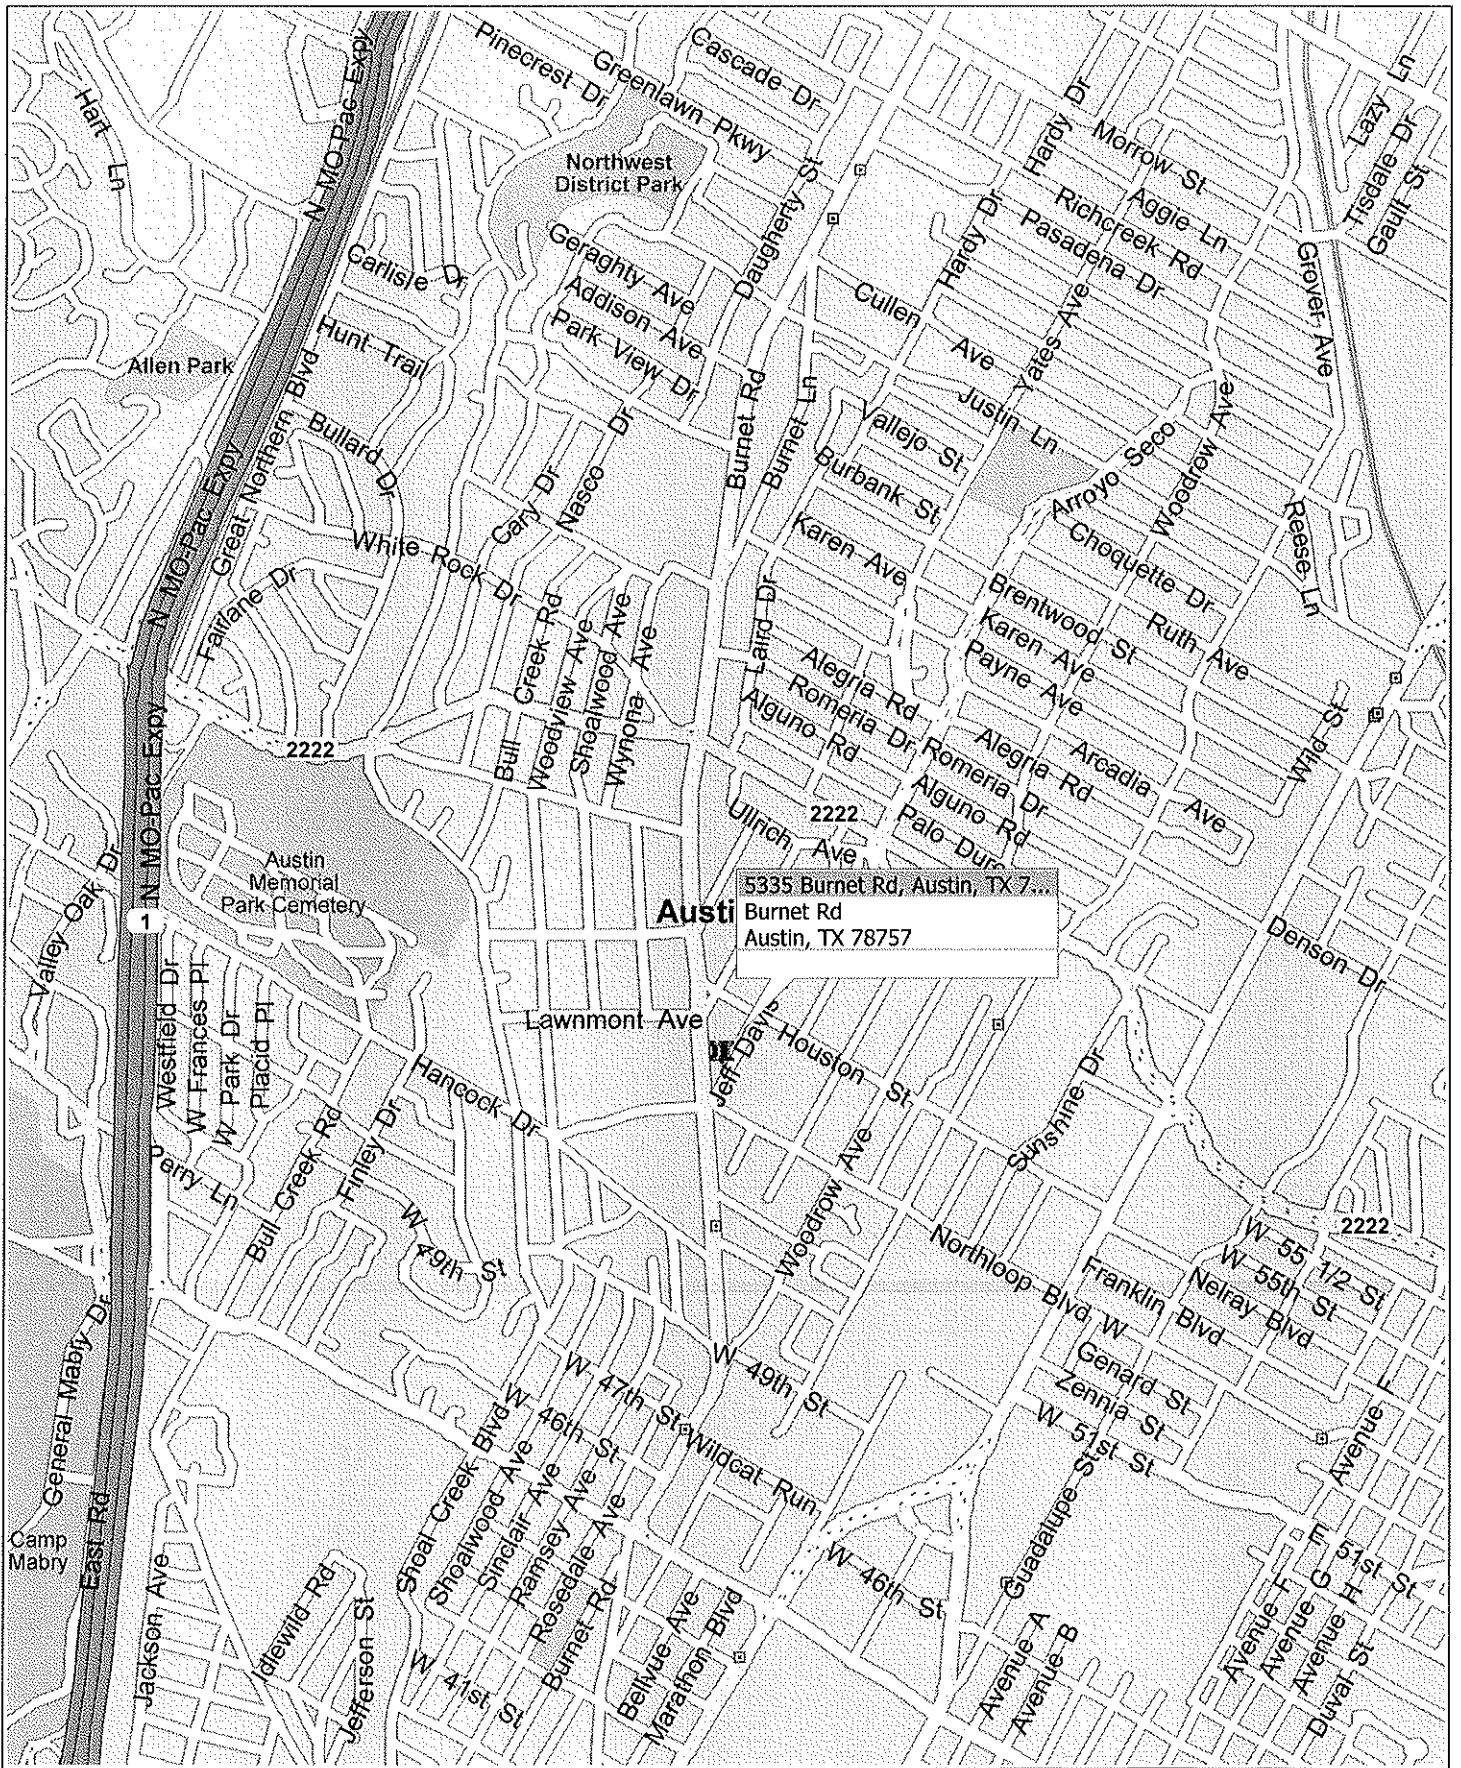 Pinecrest Dr
Greenlawn Pkwy
Cascade Dr
N MO-Pac Expy
Hart Ln
Northwest
District Park
Daugherty St
Hardy Dr
Hardy Dr
Morrow St
Aggie Ln
Richcreek Rd
Pasadena Dr
Lazy Ln
Tisdale Dr
Gault St
Grover Ave
Carlisle Dr
Geraghty Ave
Addison Ave
Park View Dr
Cullen Ave
Yates Ave
Hunt Trail
Allen Park
Great Northern Blvd
Bullard Dr
Burnet Rd
Burnet Ln
Justin Ln
Vallejo St
Burbank St
Arroyo Seco
Woodrow Ave
N MO-Pac Expy
Cary Dr
Nasco Dr
White Rock Dr
Karen Ave
Choquette Dr
Reese Ln
Fairlane Dr
Bull Creek Rd
Woodview Ave
Shoalwood Ave
Wynona Ave
Laird Dr
Brentwood St
Karen Ave
Payne Ave
Ruth Ave
Alegria Rd
Romeria Dr
Alguno Rd
N MO-Pac Expy
2222
Romeria Dr
Alegria Rd
Arcadia Ave
Alguno Rd
Wild St
2222
Ullrich Ave
Austin
Memorial
Park Cemetery
Valley Oak Dr
1
5335 Burnet Rd, Austin, TX 7...
Burnet Rd
Austin, TX 78757
Denson Dr
Westfield Dr
W Frances Pl
W Park Dr
Placid Pl
Lawnmont Ave
Jeff Davis
Houston St
Hancock Dr
Sunshine Dr
Perry Ln
Bull Creek Rd
Finley Dr
W 49th St
Woodrow Ave
Northloop Blvd W
2222
W 55 1/2 St
W 55th St
Nelray Blvd
Franklin Blvd
General Mabry Dr
W 47th St
W 49th St
Genard St
Zennia St
W 51st St
Avenue F
W 46th St
Wildcat Run
Shoal Creek Blvd
Shoalwood Ave
Sinclair Ave
Ramsey Ave
Rosedale Ave
Burnet Rd
W 46th St
Guadalupe St
E 51st St
Camp
Mabry
East Rd
Jackson Ave
Idlewild Rd
Jefferson St
W 41st St
Bellvue Ave
Marathon Blvd
Avenue A
Avenue B
Avenue F
Avenue G
Avenue H
Duval St